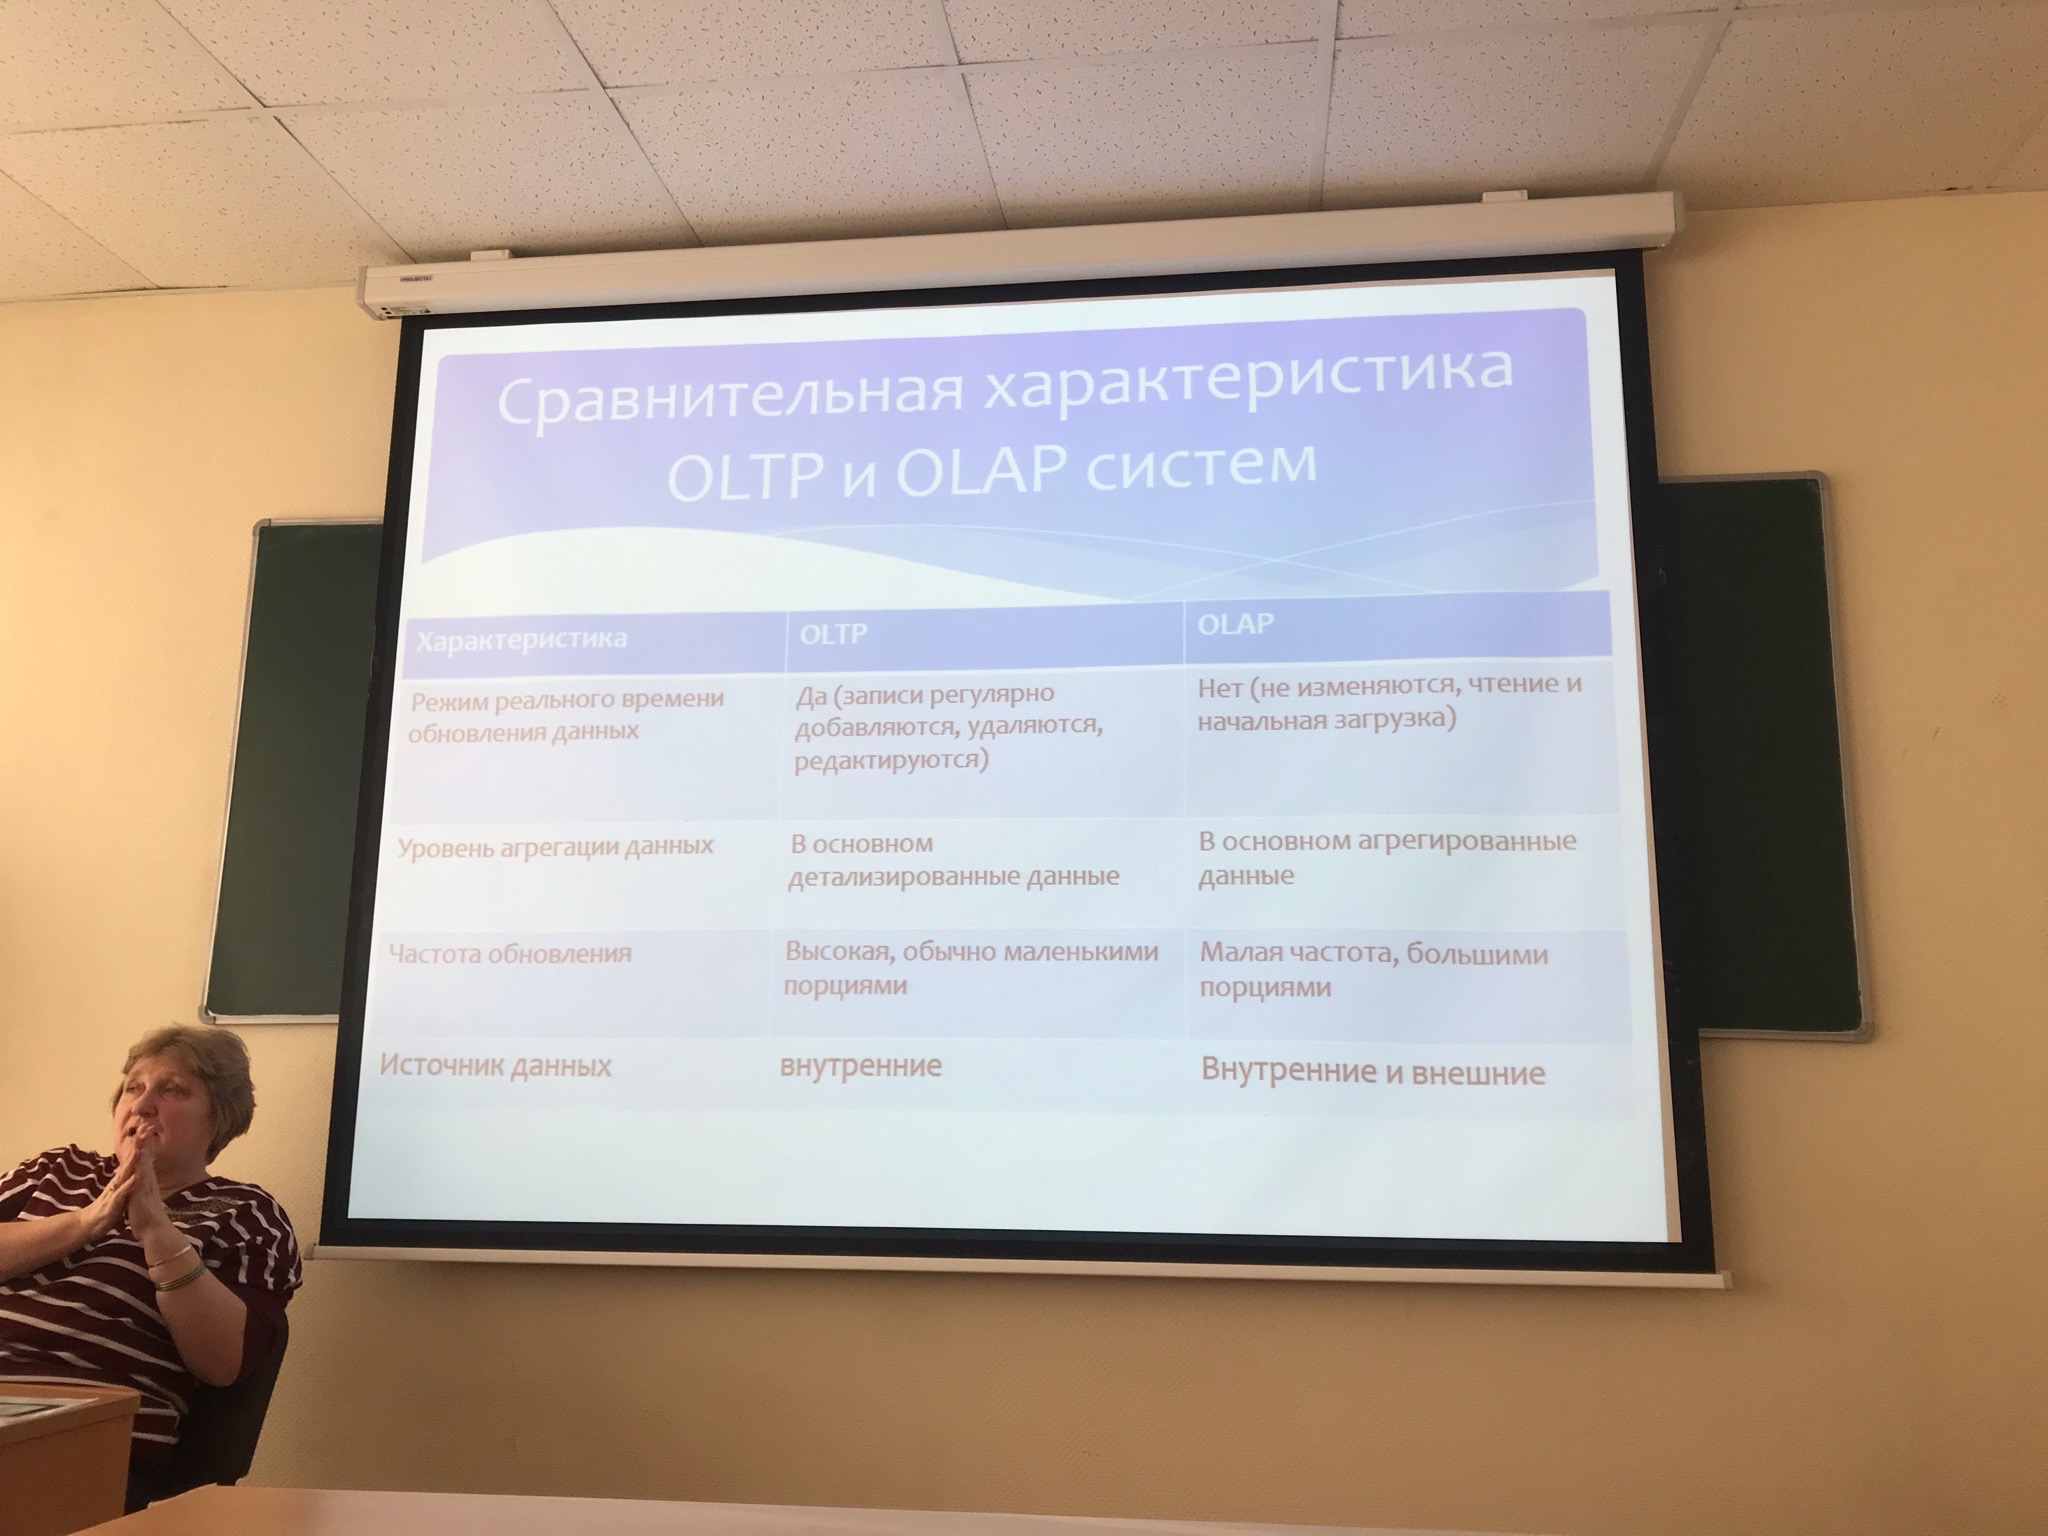 PROJECTA
Сравнительная характеристика
OLTP и OLAP систем
Характеристика
OLTP
OLAP
Режим реального времени
обновления данных
Да (записи регулярно
добавляются, удаляются,
редактируются)
Нет (не изменяются, чтение и
начальная загрузка)
Уровень агрегации данных
В основном
детализированные данные
В основном агрегированные
данные
Частота обновления
Высокая, обычно маленькими
порциями
Малая частота, большими
порциями
Источник данных
внутренние
Внутренние и внешние